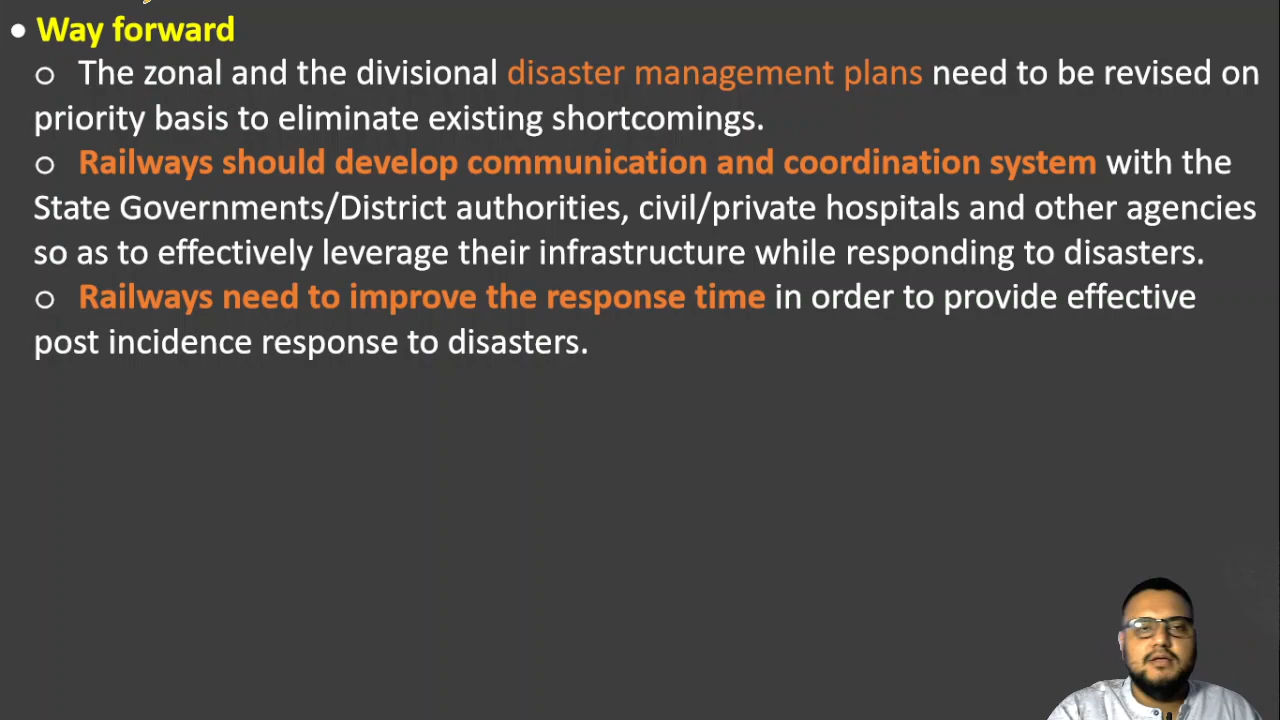 • Way forward
o The zonal and the divisional disaster management plans need to be revised on
priority basis to eliminate existing shortcomings.
o Railways should develop communication and coordination system with the
State Governments/District authorities, civil/private hospitals and other agencies
so as to effectively leverage their infrastructure while responding to disasters.
o Railways need to improve the response time in order to provide effective
post incidence response to disasters.